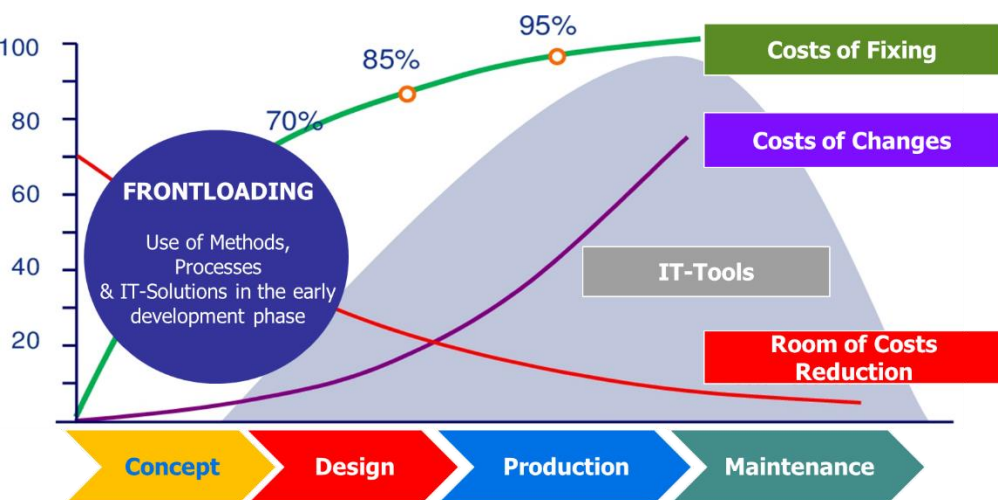 95%
Costs of Fixing
100
85%
80
70%
Costs of Changes
60
FRONTLOADING
Use of Methods,
Processes
& IT-Solutions in the early
development phase
40
IT-Tools
20
Room of Costs
Reduction
Concept
Design
Production
Maintenance